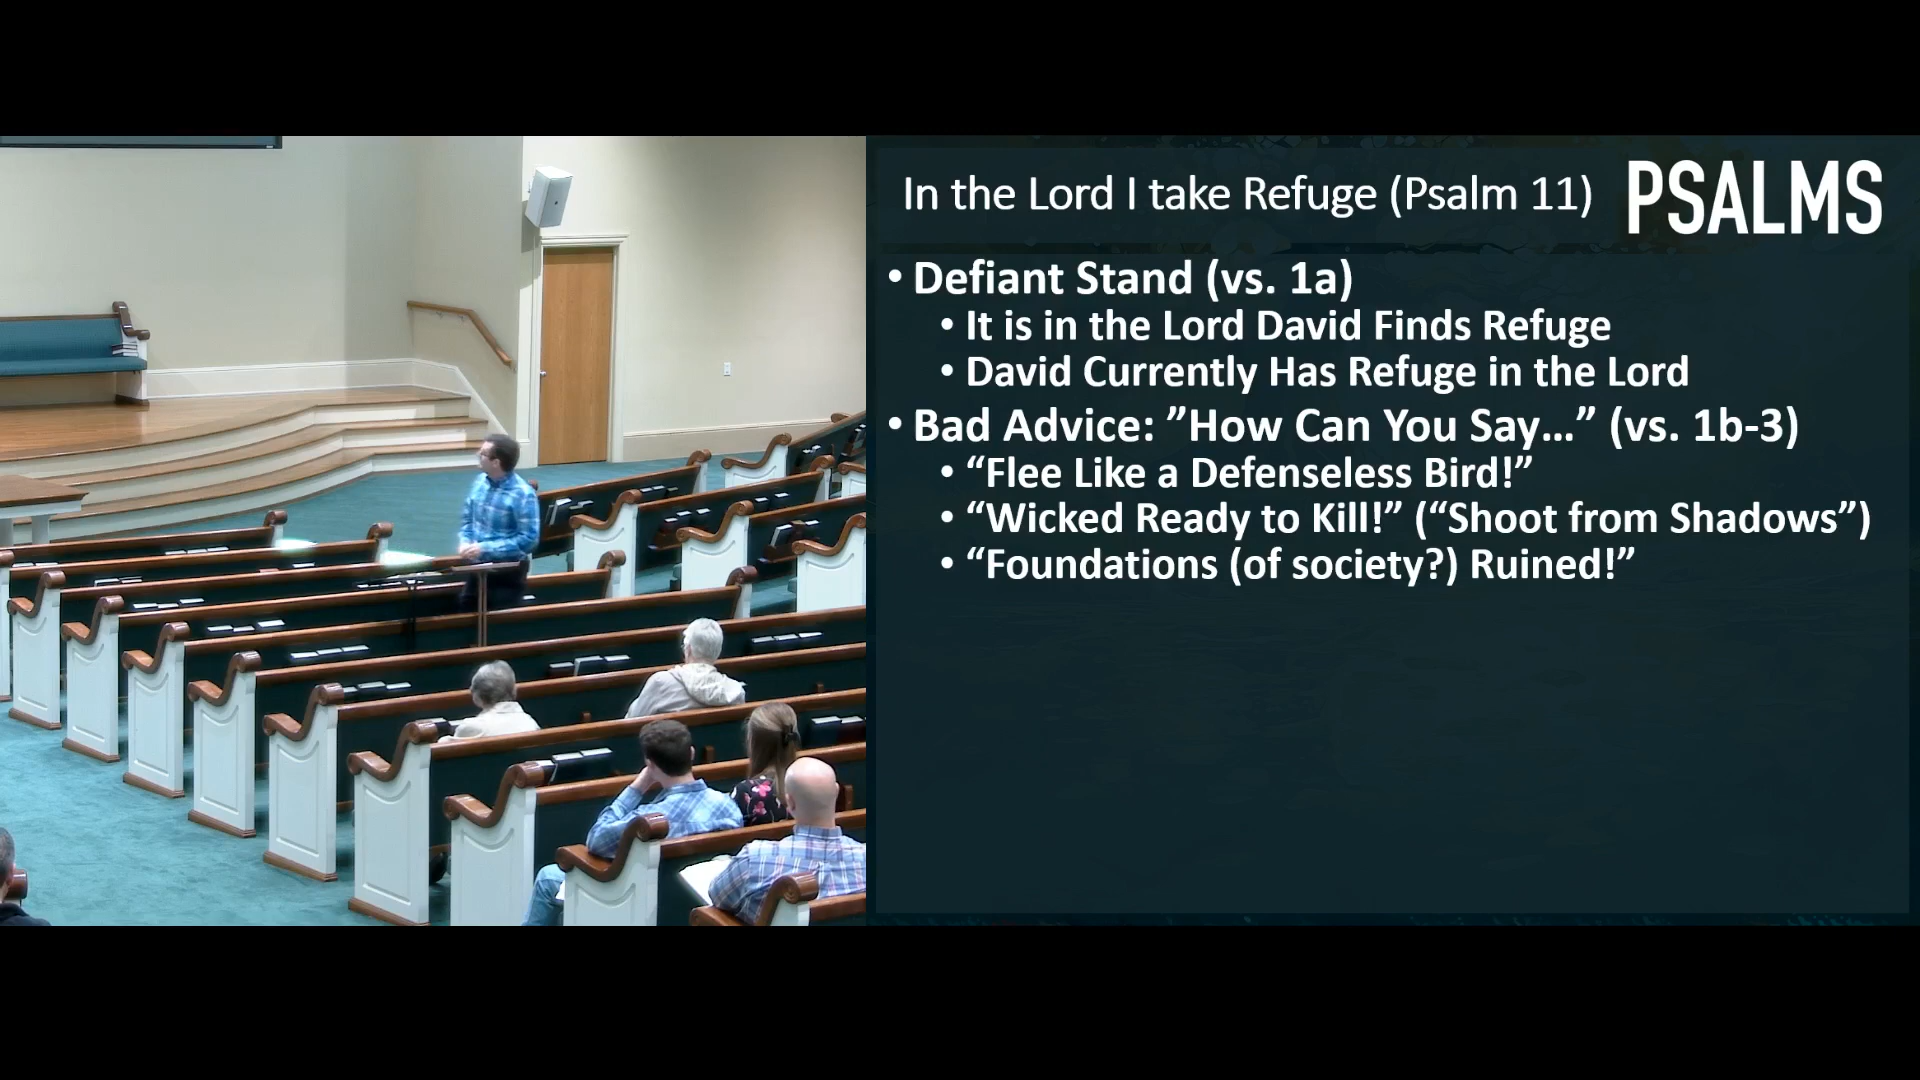 In the Lord I take Refuge (Psalm 11)
PSALMS
• Defiant Stand (vs. 1a)
• It is in the Lord David Finds Refuge
• David Currently Has Refuge in the Lord
• Bad Advice: ”How Can You Say…” (vs. 1b-3)
• “Flee Like a Defenseless Bird!”
• “Wicked Ready to Kill!” (“Shoot from Shadows”)
• “Foundations (of society?) Ruined!”